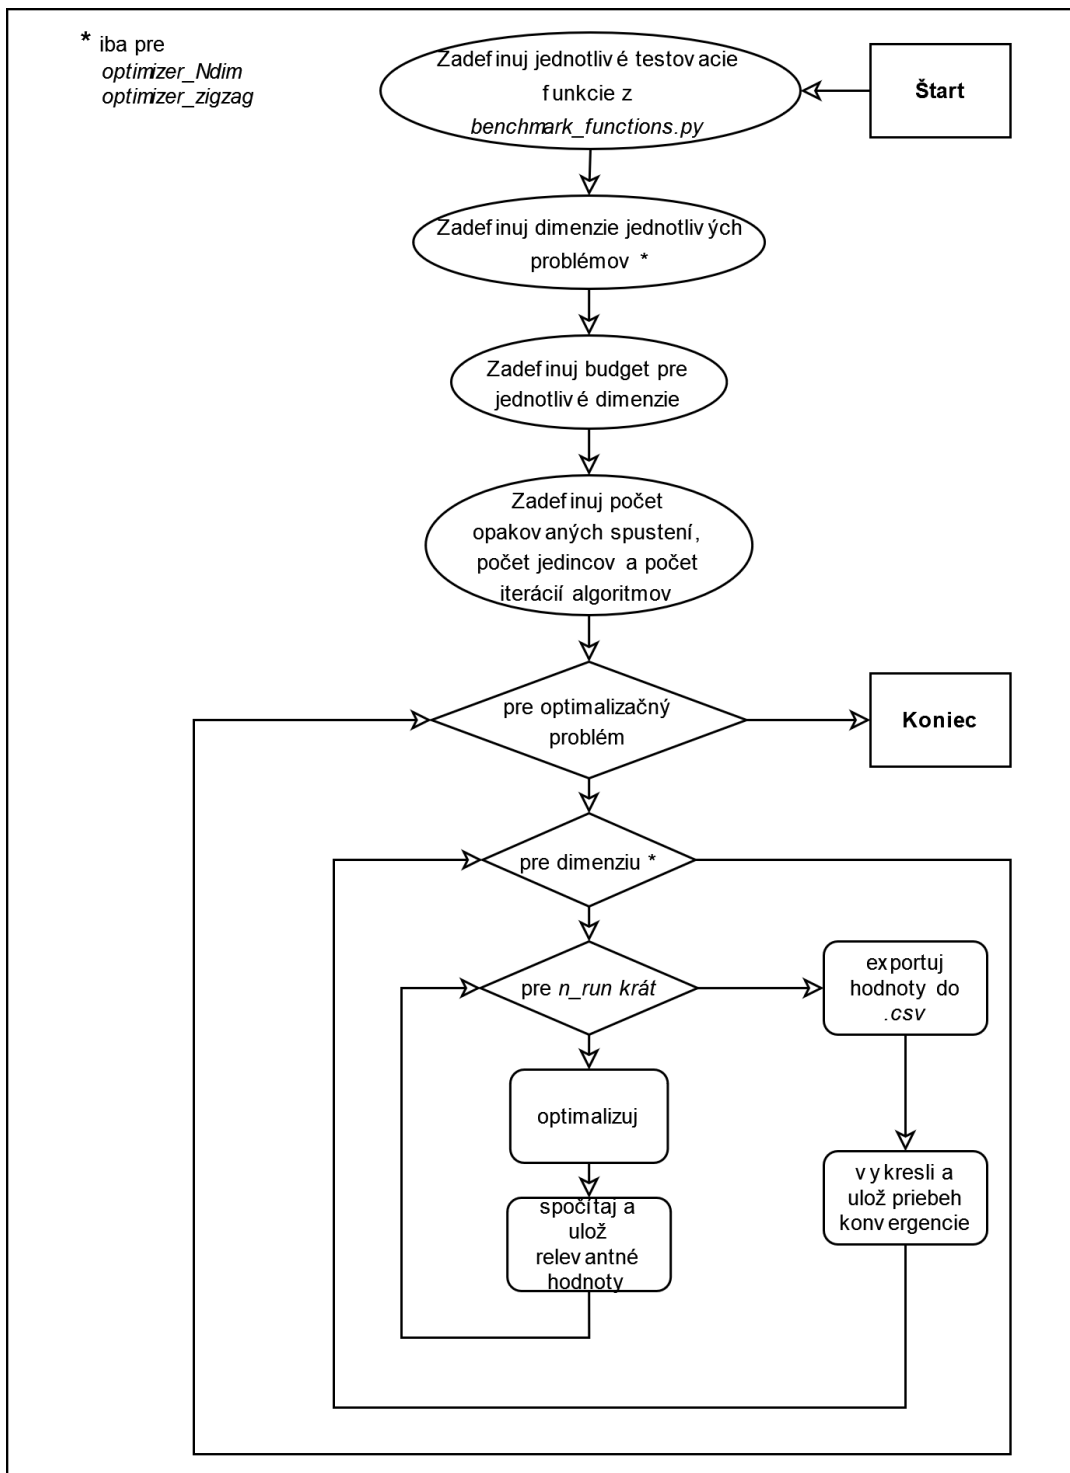 * iba pre
optimizer_Ndim
optimizer_zigzag
Zadefinuj jednotlivé testovacie
funkcie z
benchmark_functions.py
Štart
Zadefinuj dimenzie jednotlivých
problémov *
Zadefinuj budget pre
jednotlivé dimenzie
Zadefinuj počet
opakovaných spustení,
počet jedincov a počet
iterácií algoritmov
pre optimalizačný
problém
Koniec
pre dimenziu *
pre n_run krát
exportuj
hodnoty do
.csv
optimalizuj
vykresli a
ulož priebeh
konvergencie
spočítaj a
ulož
relevantné
hodnoty